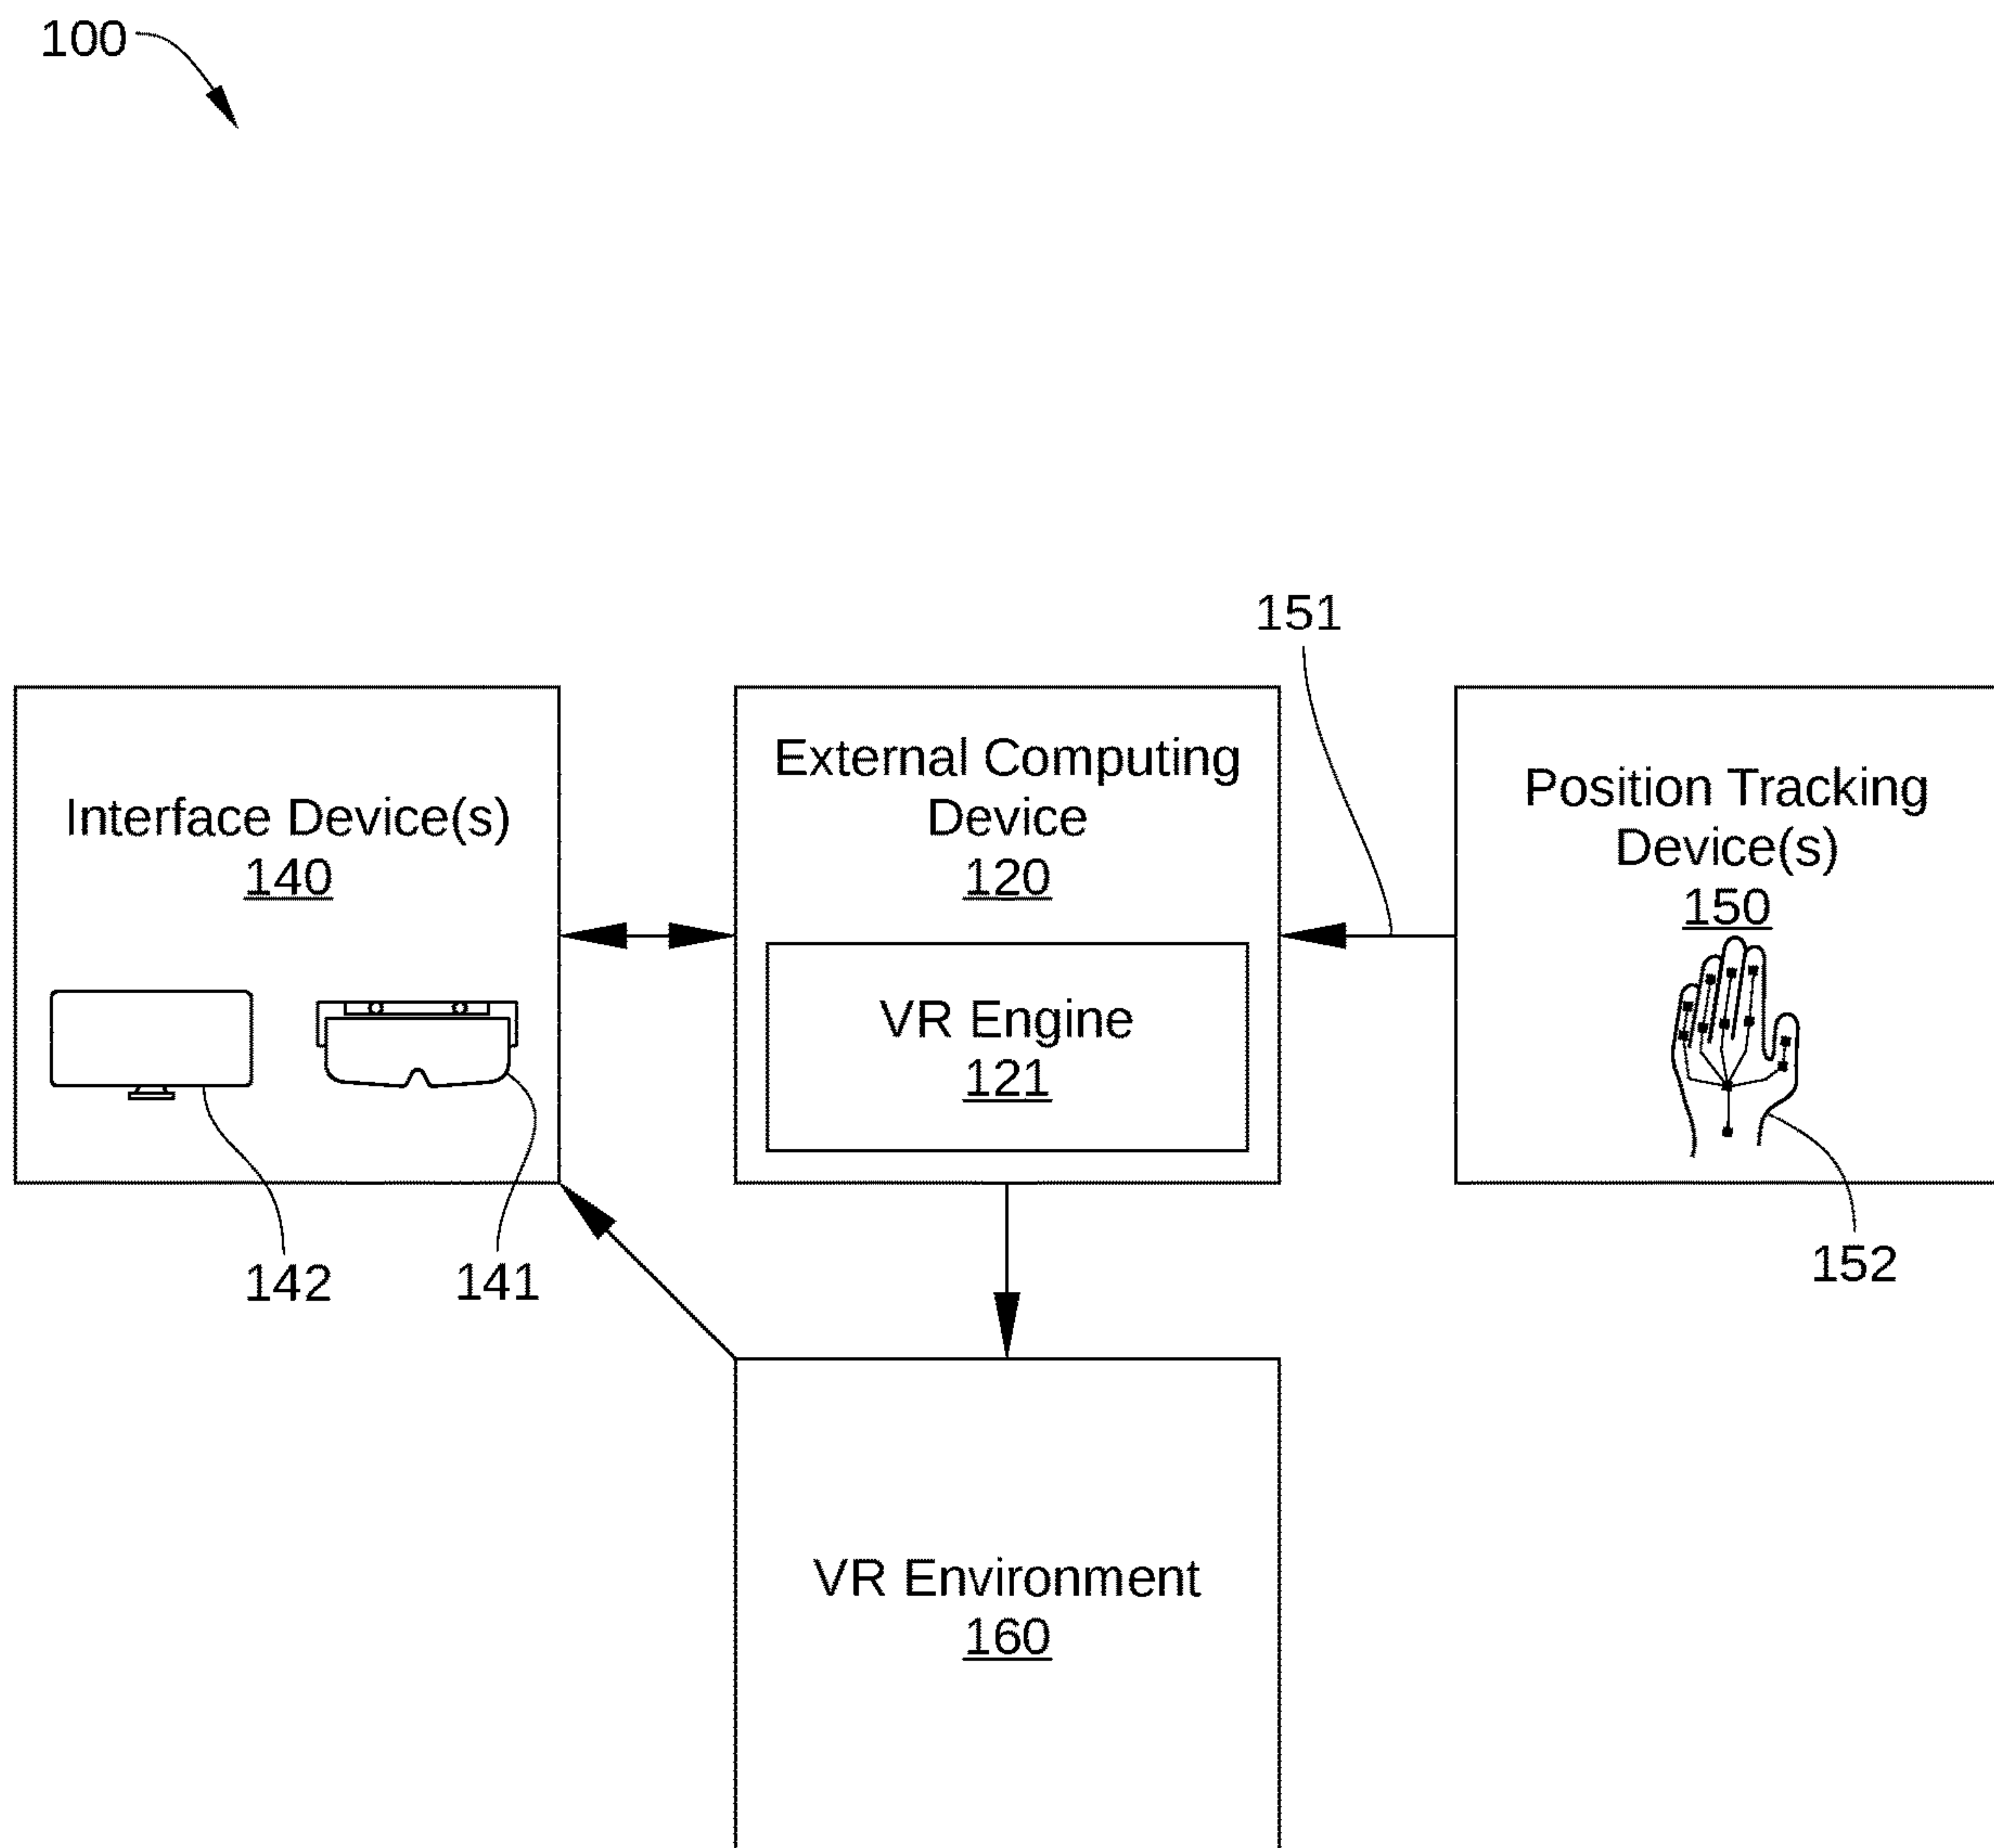 100
151
Interface Device(s)
140
External Computing
Device
120
VR Engine
121
Position Tracking
Device(s)
150
142
141
152
VR Environment
160